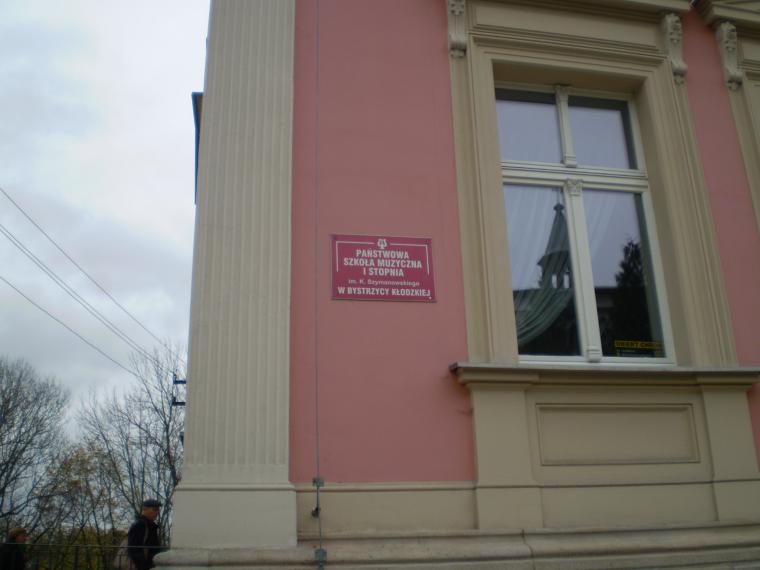 PAŃSTWOWA
SZKOŁA MUZYCZNA
I STOPNIA
im. K. Szymanowskiego
W BYSTRZYCY KŁODZKIEJ